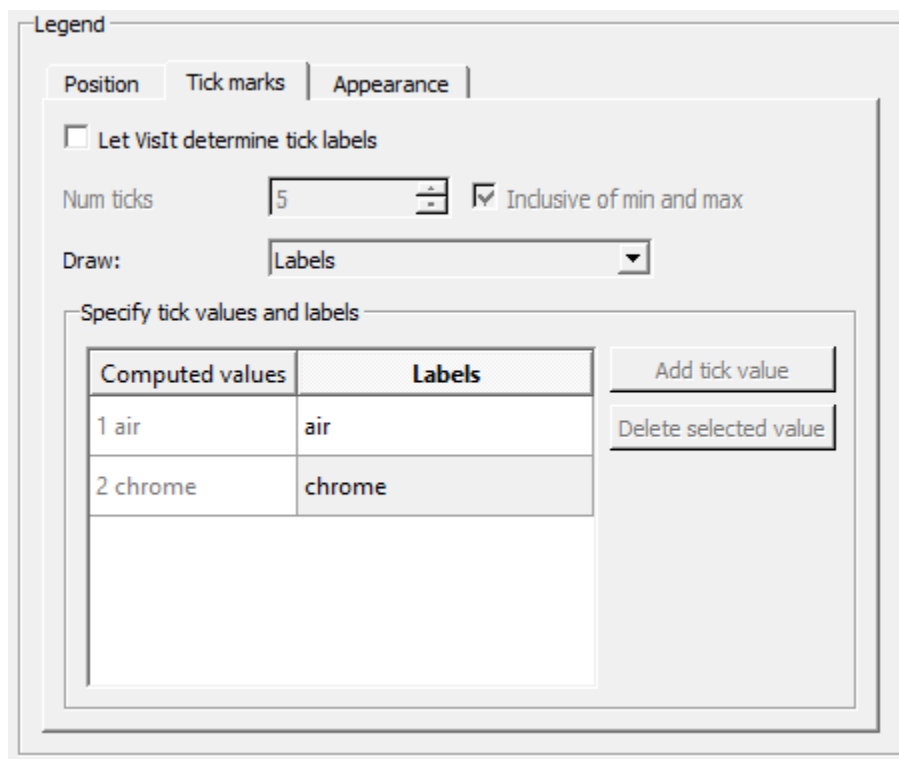 Legend
Position Tick marks Appearance
Let VisIt determine tick labels
Num ticks 5 Inclusive of min and max
Draw: Labels
Specify tick values and labels
Computed values Labels Add tick value
1 air air Delete selected value
2 chrome chrome